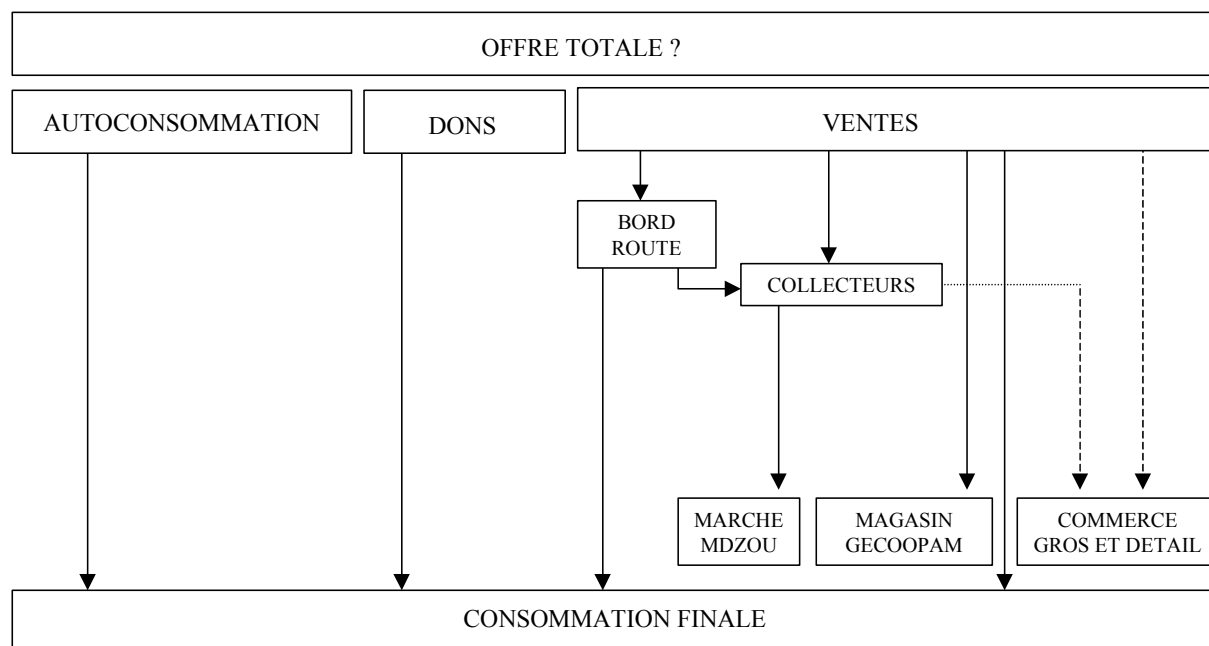 OFFRE TOTALE ?
AUTOCONSOMMATION
DONS
VENTES
BORD
ROUTE
COLLECTEURS
MARCHE
MDZOU
MAGASIN
GECOOPAM
COMMERCE
GROS ET DETAIL
CONSOMMATION FINALE